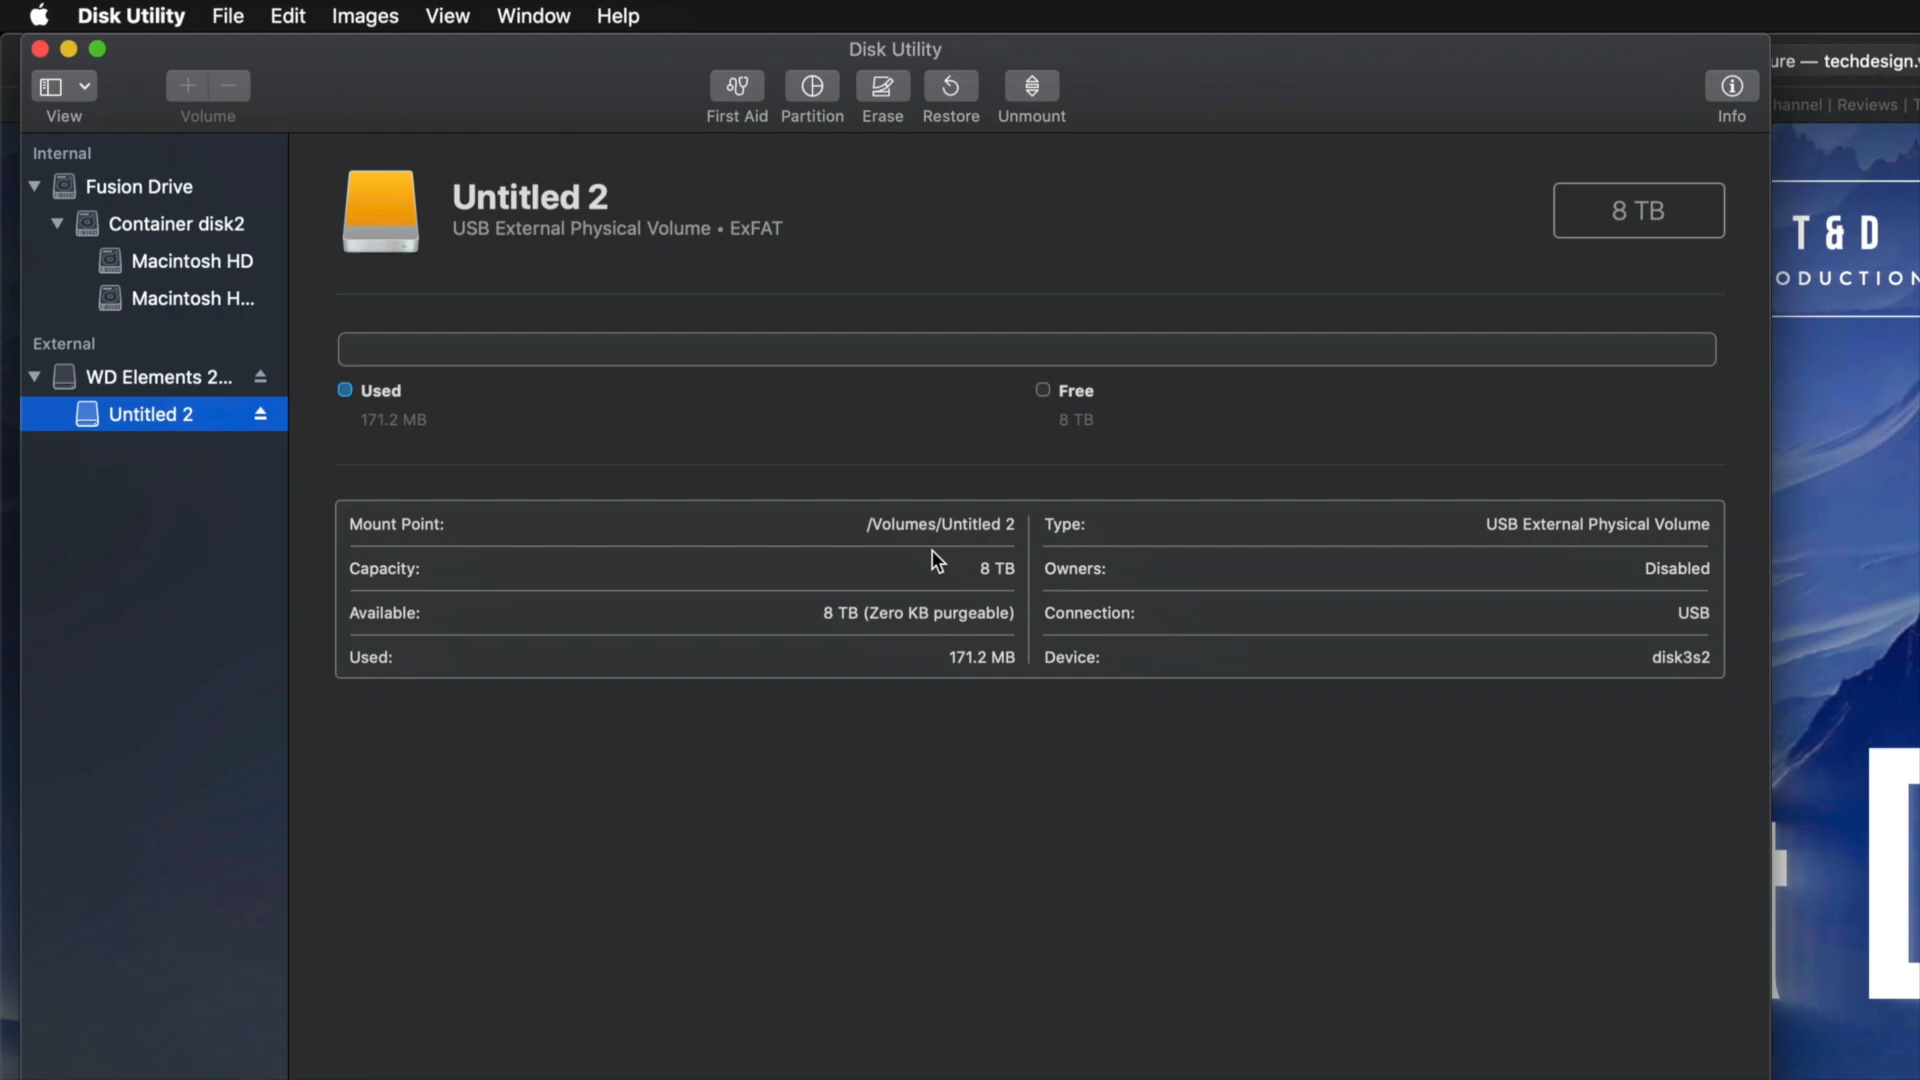 Disk Utility File Edit Images View Window Help
Disk Utility
ure — techdesign.
View Volume First Aid Partition Erase Restore Unmount Info
hannel | Reviews | T
Internal
Fusion Drive
Container disk2
Macintosh HD
Macintosh H...
External
WD Elements 2...
Untitled 2
Untitled 2
USB External Physical Volume • ExFAT
8 TB
Used
171.2 MB
Free
8 TB
Mount Point: /Volumes/Untitled 2
Capacity: 8 TB
Available: 8 TB (Zero KB purgeable)
Used: 171.2 MB
Type: USB External Physical Volume
Owners: Disabled
Connection: USB
Device: disk3s2
T & D
ODUCTION